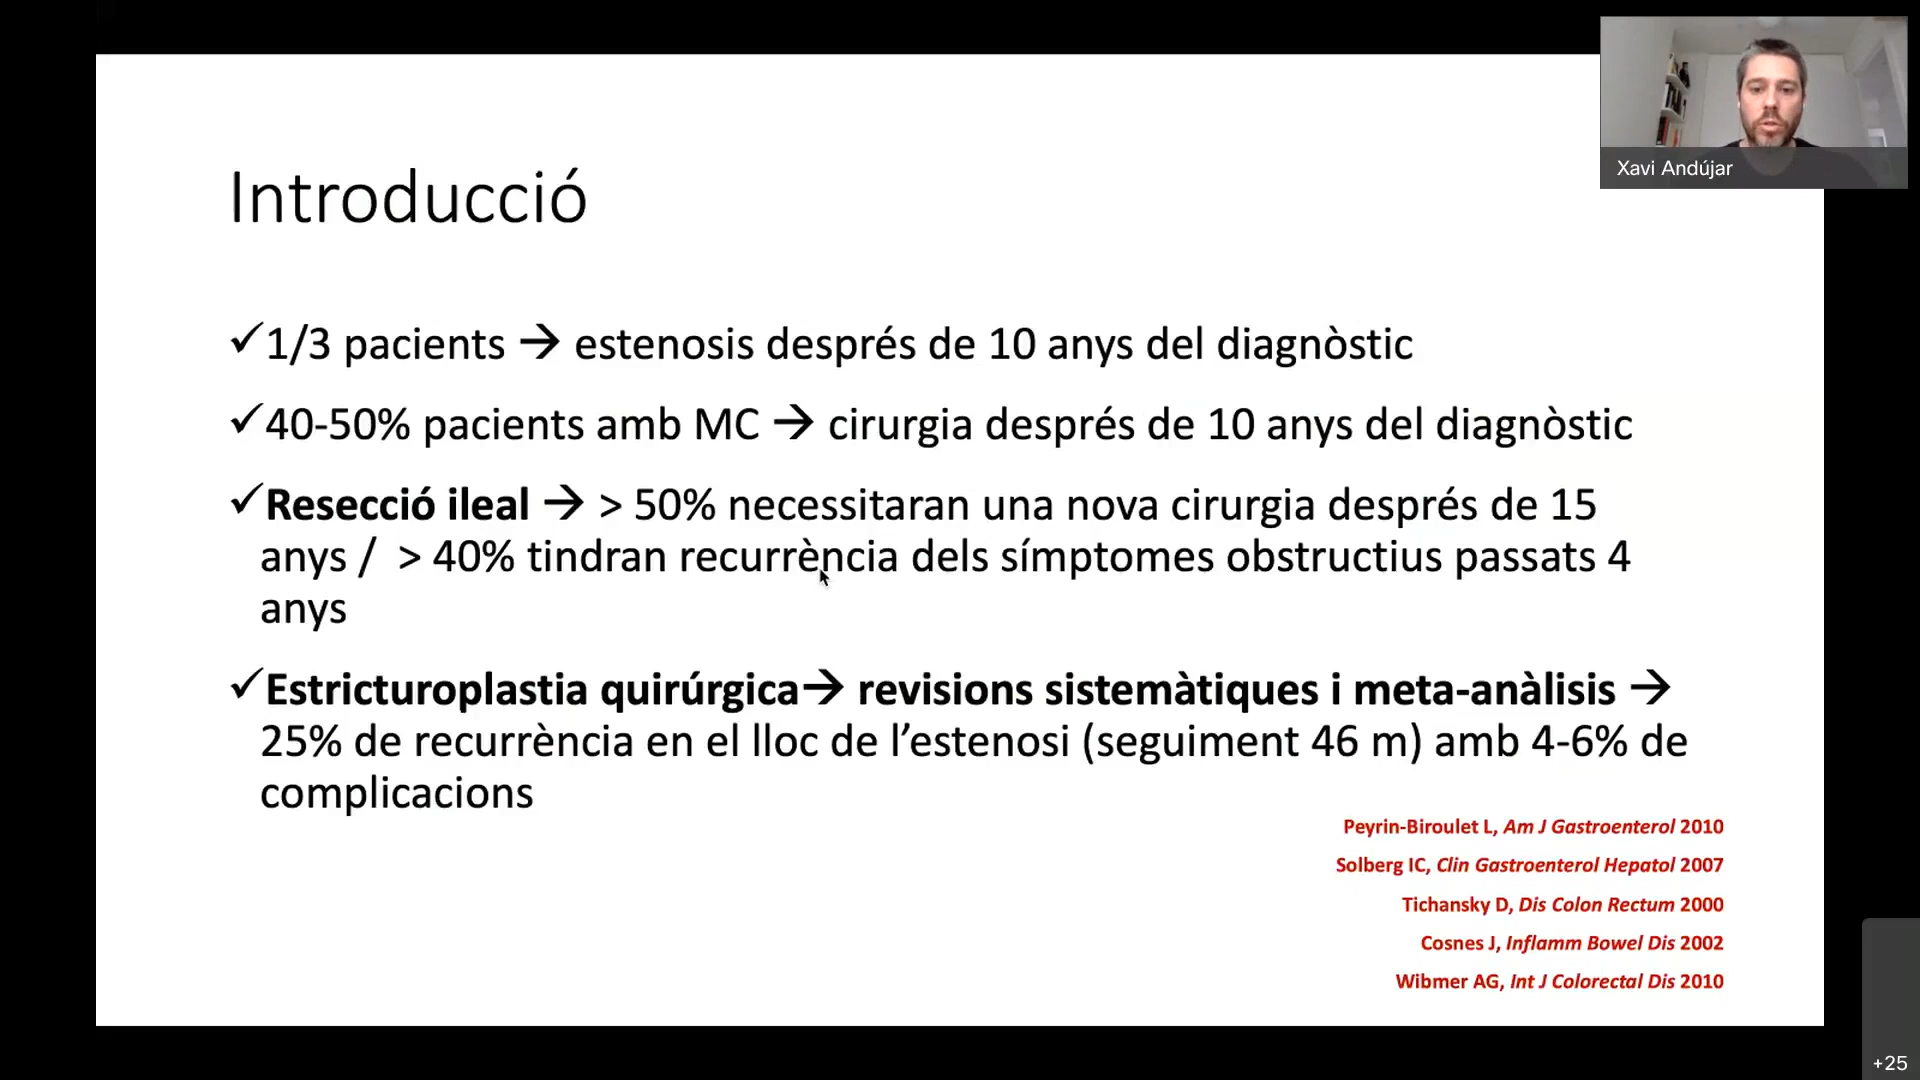 Xavi Andújar
Introducció
✓1/3 pacients → estenosis després de 10 anys del diagnòstic
✓40-50% pacients amb MC → cirurgia després de 10 anys del diagnòstic
✓Resecció ileal → > 50% necessitaran una nova cirurgia després de 15
anys / > 40% tindran recurrència dels símptomes obstructius passats 4
anys
✓Estricturoplastia quirúrgica→ revisions sistemàtiques i meta-anàlisis →
25% de recurrència en el lloc de l’estenosi (seguiment 46 m) amb 4-6% de
complicacions
Peyrin-Biroulet L, Am J Gastroenterol 2010
Solberg IC, Clin Gastroenterol Hepatol 2007
Tichansky D, Dis Colon Rectum 2000
Cosnes J, Inflamm Bowel Dis 2002
Wibmer AG, Int J Colorectal Dis 2010
+25